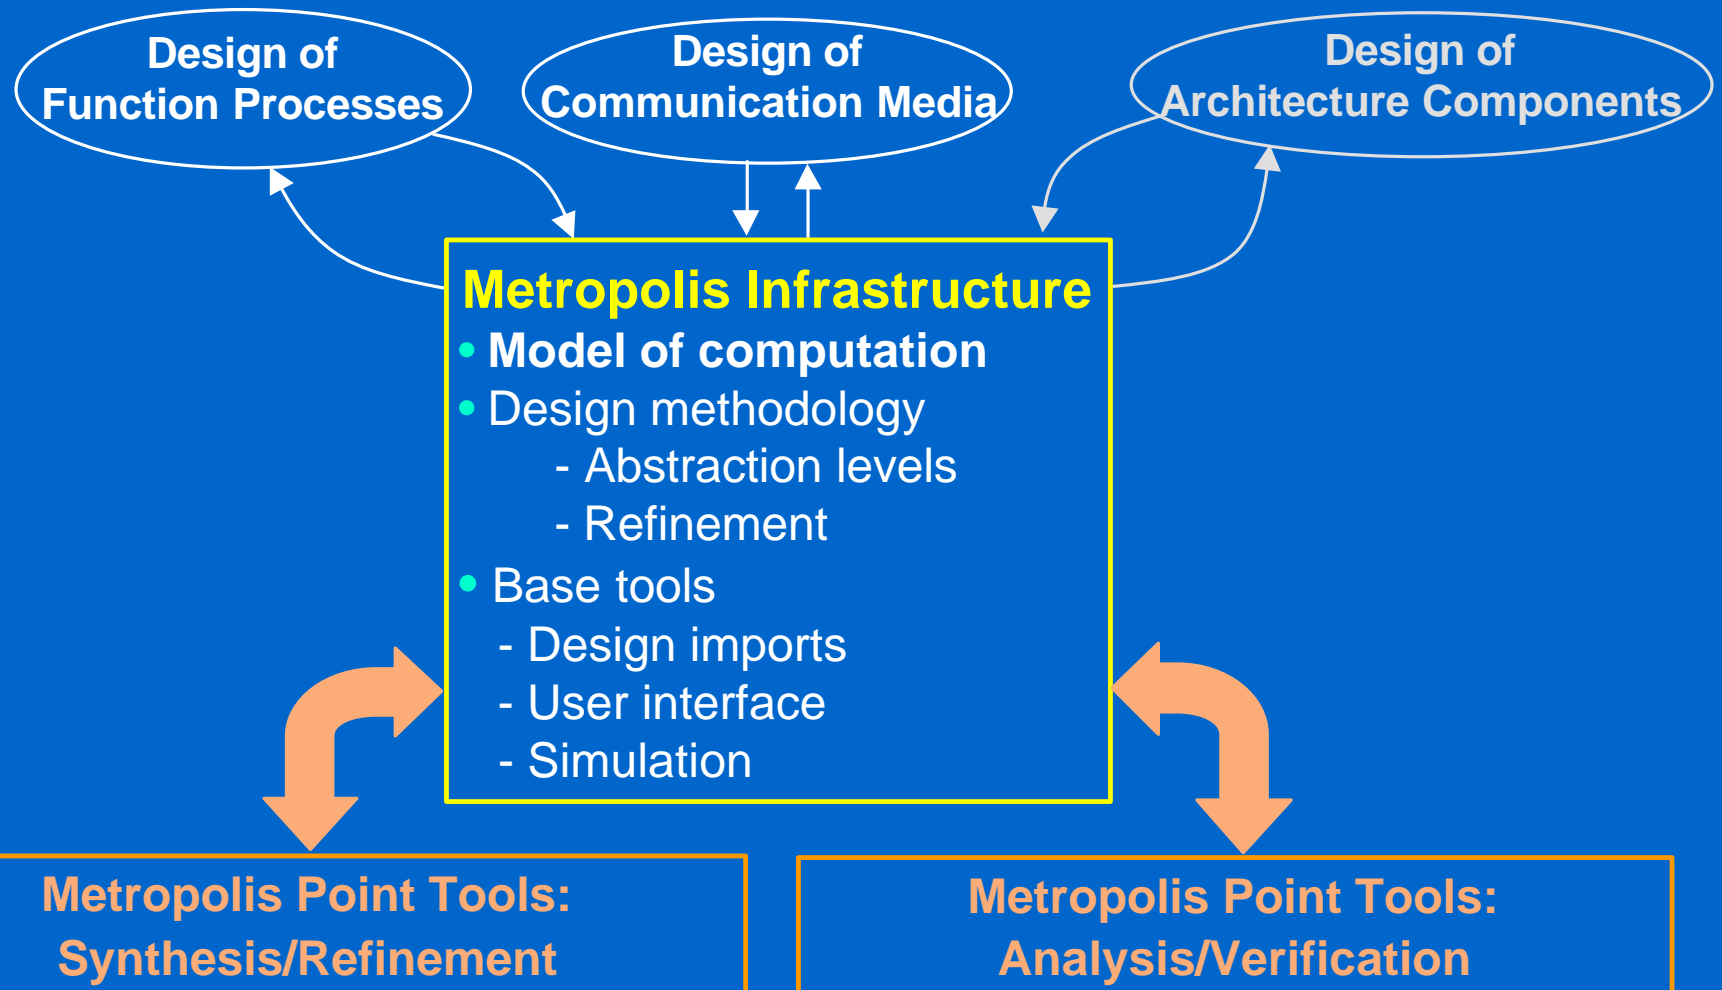 Design of
Function Processes
Design of
Communication Media
Design of
Architecture Components
Metropolis Infrastructure
• Model of computation
• Design methodology
- Abstraction levels
- Refinement
• Base tools
- Design imports
- User interface
- Simulation
Metropolis Point Tools:
Synthesis/Refinement
Metropolis Point Tools:
Analysis/Verification